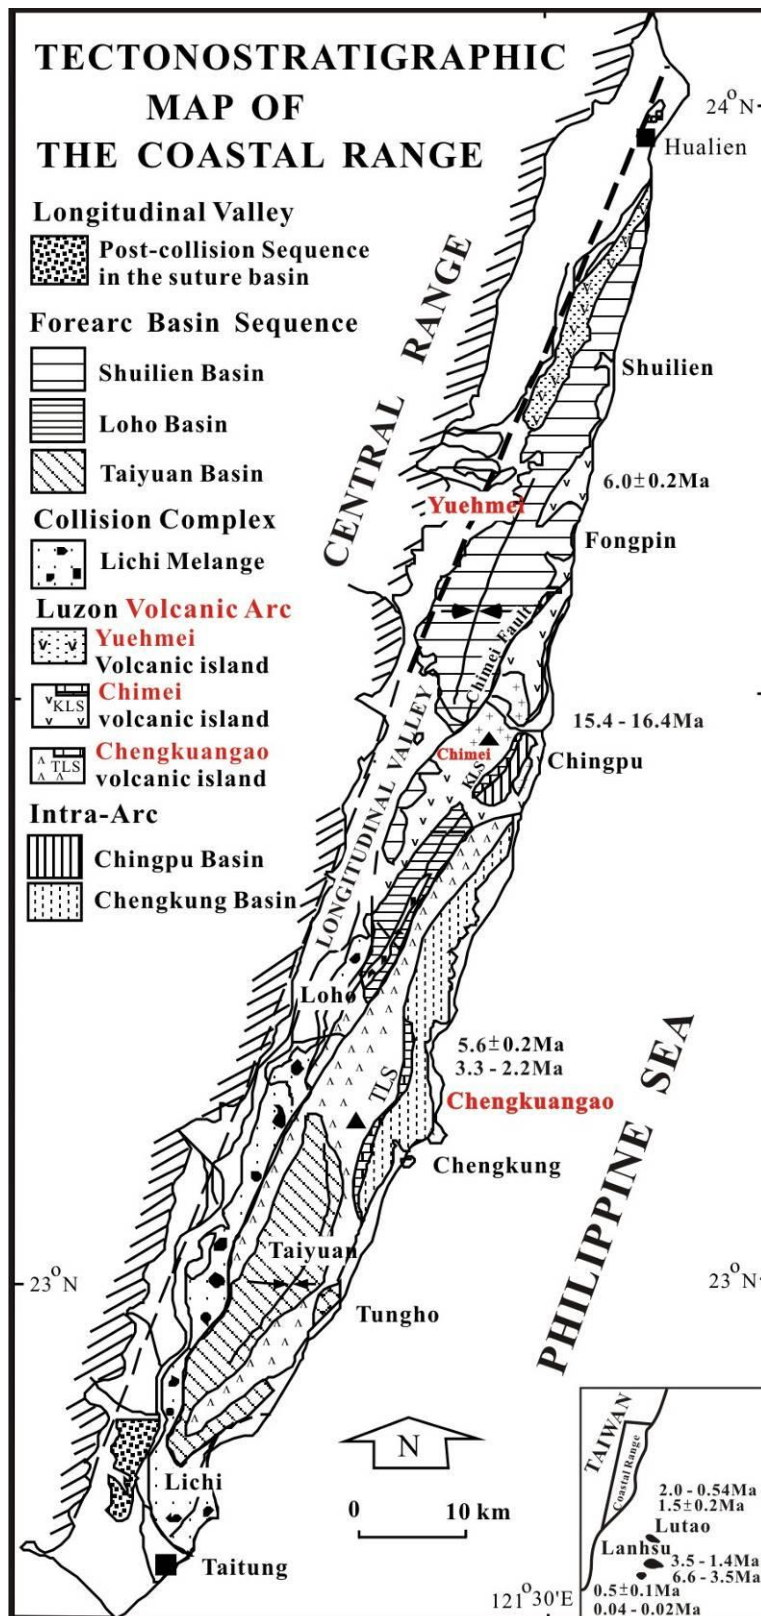 TECTONOSTRATIGRAPHIC
MAP OF
THE COASTAL RANGE
Longitudinal Valley
Post-collision Sequence
in the suture basin
Forearc Basin Sequence
Shuilien Basin
Loho Basin
Taiyuan Basin
Collision Complex
Lichi Melange
Luzon Volcanic Arc
Yuehmei
Volcanic island
KLS
Chimei
volcanic island
TLS
Chengkuangao
volcanic island
Intra-Arc
Chingpu Basin
Chengkung Basin
24°N
Hualien
CENTRAL RANGE
Shuilien
6.0±0.2Ma
Yuehmei
Fongpin
Chimei Fault
15.4 - 16.4Ma
Chimei
KLS
Chingpu
LONGITUDINAL VALLEY
Loho
5.6±0.2Ma
3.3 - 2.2Ma
TLS
Chengkuangao
Chengkung
PHILIPPINE SEA
Taiyuan
23°N
23°N
Tungho
N
0 10 km
Lichi
Taitung
TAIWAN
Coastal Range
2.0 - 0.54Ma
1.5±0.2Ma
Lutao
Lanhsu
3.5 - 1.4Ma
6.6 - 3.5Ma
0.5±0.1Ma
0.04 - 0.02Ma
121°30'E